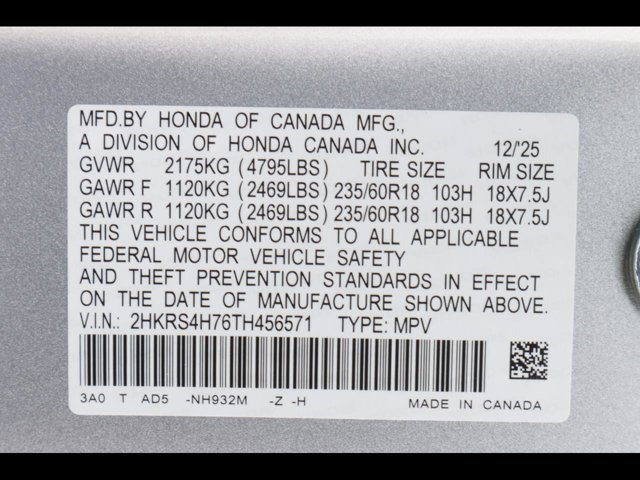 MFD.BY HONDA OF CANADA MFG.,
A DIVISION OF HONDA CANADA INC. 12/'25
GVWR 2175KG (4795LBS) TIRE SIZE RIM SIZE
GAWR F 1120KG (2469LBS) 235/60R18 103H 18X7.5J
GAWR R 1120KG (2469LBS) 235/60R18 103H 18X7.5J
THIS VEHICLE CONFORMS TO ALL APPLICABLE
FEDERAL MOTOR VEHICLE SAFETY
AND THEFT PREVENTION STANDARDS IN EFFECT
ON THE DATE OF MANUFACTURE SHOWN ABOVE.
V.I.N.: 2HKRS4H76TH456571 TYPE: MPV
3A0 T AD5 -NH932M -Z -H MADE IN CANADA